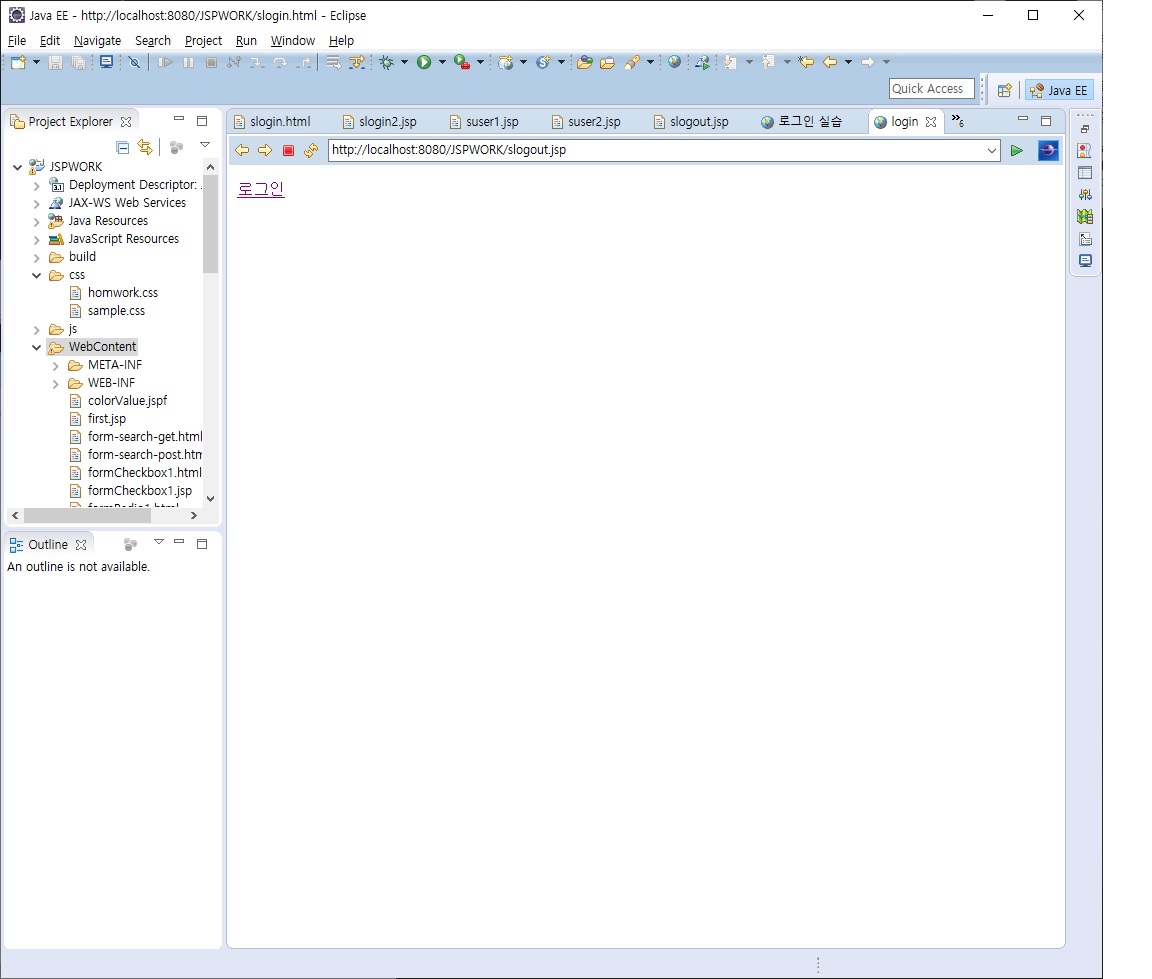 Java EE - http://localhost:8080/JSPWORK/slogin.html - Eclipse
File Edit Navigate Search Project Run Window Help
Quick Access
Java EE
Project Explorer
slogin.html
slogin2.jsp
suser1.jsp
suser2.jsp
slogout.jsp
로그인 실습
login
»6
http://localhost:8080/JSPWORK/slogout.jsp
로그인
JSPWORK
Deployment Descriptor: .
JAX-WS Web Services
Java Resources
JavaScript Resources
build
css
homwork.css
sample.css
js
WebContent
META-INF
WEB-INF
colorValue.jspf
first.jsp
form-search-get.html
form-search-post.htm
formCheckbox1.html
formCheckbox1.jsp
Outline
An outline is not available.